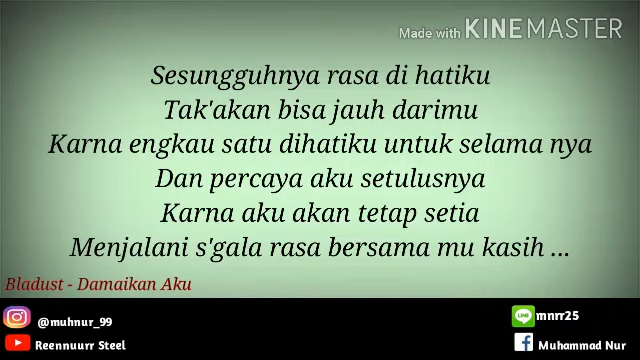 Made with KINEMASTER
Sesungguhnya rasa di hatiku
Tak'akan bisa jauh darimu
Karna engkau satu dihatiku untuk selama nya
Dan percaya aku setulusnya
Karna aku akan tetap setia
Menjalani s'gala rasa bersama mu kasih ...
Bladust - Damaikan Aku
@muhnur_99
LINE mnrr25
Reennuurr Steel
Muhammad Nur